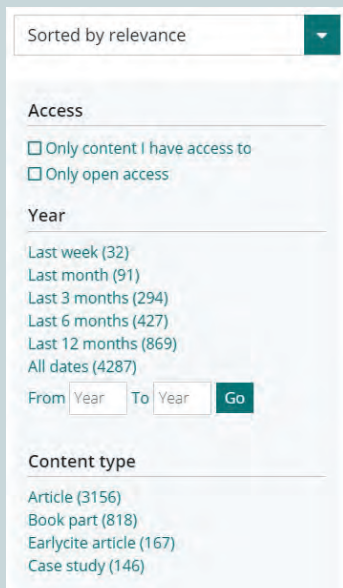 Sorted by relevance
Access
Only content I have access to
Only open access
Year
Last week (32)
Last month (91)
Last 3 months (294)
Last 6 months (427)
Last 12 months (869)
All dates (4287)
From Year To Year Go
Content type
Article (3156)
Book part (818)
Earlycite article (167)
Case study (146)